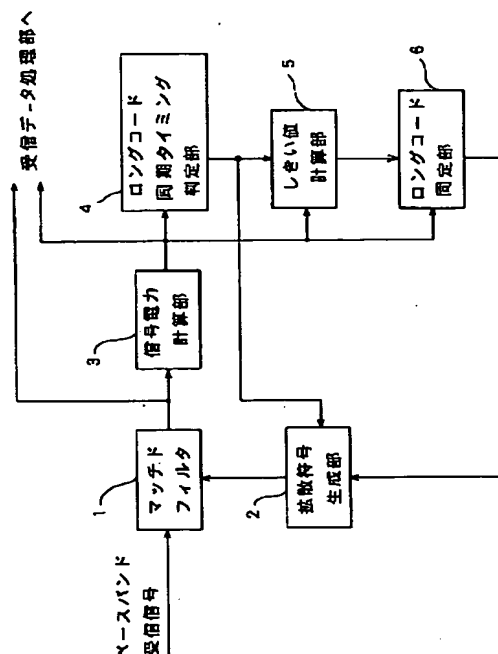 受信データ処理部へ
4
ロングコード
同期タイミング
判定部
5
しきい値
計算部
6
ロングコード
同定部
3
信号電力
計算部
1
マッチド
フィルタ
2
拡散符号
生成部
ベースバンド
受信信号